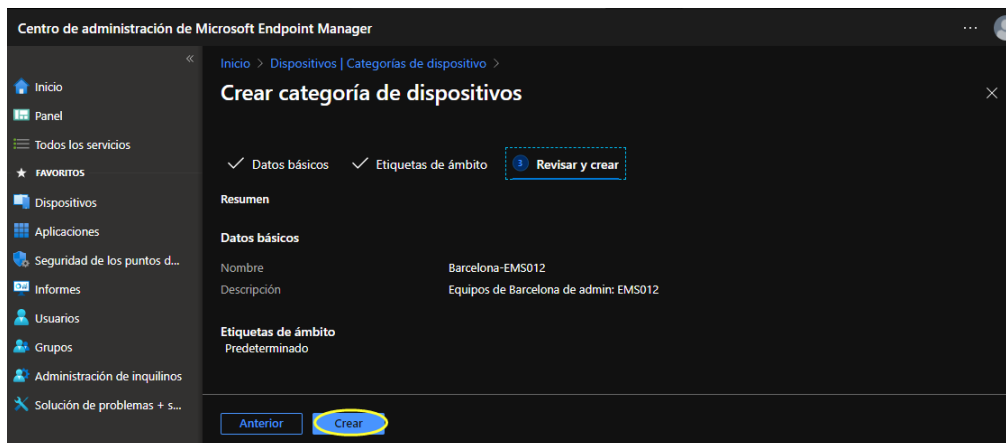 Centro de administración de Microsoft Endpoint Manager
Inicio > Dispositivos | Categorías de dispositivo >
Crear categoría de dispositivos
Inicio
Panel
Todos los servicios
FAVORITOS
Dispositivos
Aplicaciones
Seguridad de los puntos d...
Informes
Usuarios
Grupos
Administración de inquilinos
Solución de problemas + s...
Datos básicos Etiquetas de ámbito 3 Revisar y crear
Resumen
Datos básicos
Nombre Barcelona-EMS012
Descripción Equipos de Barcelona de admin: EMS012
Etiquetas de ámbito
Predeterminado
Anterior Crear